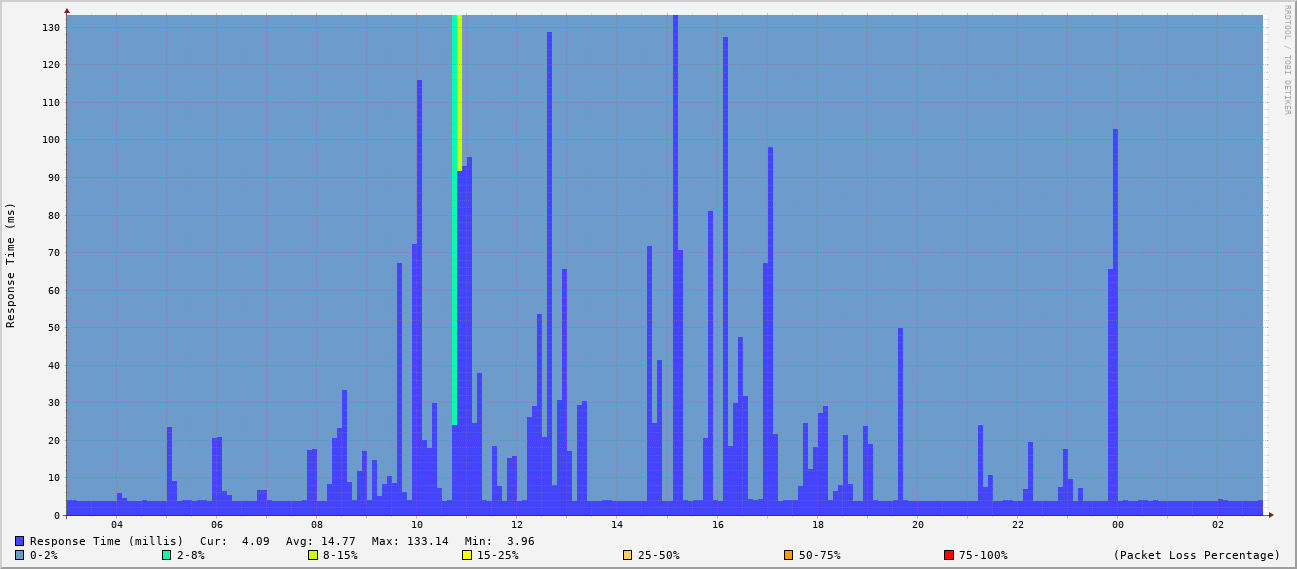 RRDTOOL / TOBI OETIKER
Response Time (ms)
130
120
110
100
90
80
70
60
50
40
30
20
10
0
04 06 08 10 12 14 16 18 20 22 00 02
Response Time (millis) Cur: 4.09 Avg: 14.77 Max: 133.14 Min: 3.96
0-2% 2-8% 8-15% 15-25% 25-50% 50-75% 75-100% (Packet Loss Percentage)